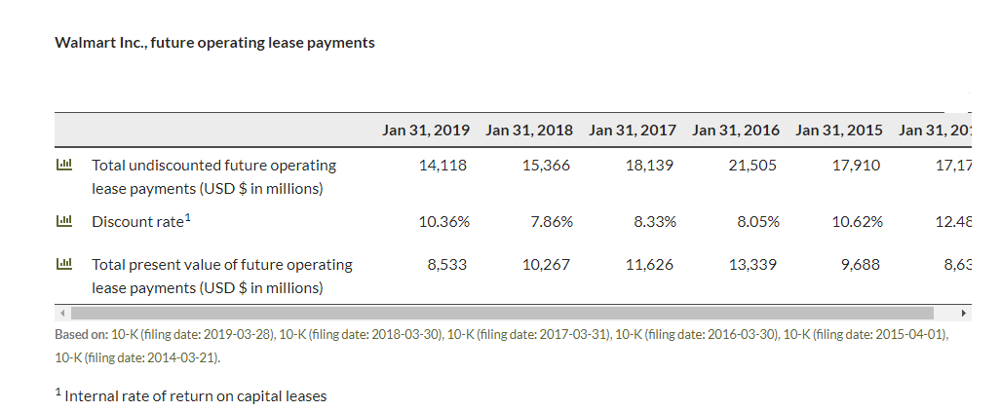 Walmart Inc., future operating lease payments
Jan 31, 2019 Jan 31, 2018 Jan 31, 2017 Jan 31, 2016 Jan 31, 2015 Jan 31,
Total undiscounted future operating 14,118 15,366 18,139 21,505 17,910 17,17
lease payments (USD $ in millions)
Discount rate1 10.36% 7.86% 8.33% 8.05% 10.62% 12.48
Total present value of future operating 8,533 10,267 11,626 13,339 9,688 8,63
lease payments (USD $ in millions)
Based on: 10-K (filing date: 2019-03-28), 10-K (filing date: 2018-03-30), 10-K (filing date: 2017-03-31), 10-K (filing date: 2016-03-30), 10-K (filing date: 2015-04-01),
10-K (filing date: 2014-03-21).
1 Internal rate of return on capital leases